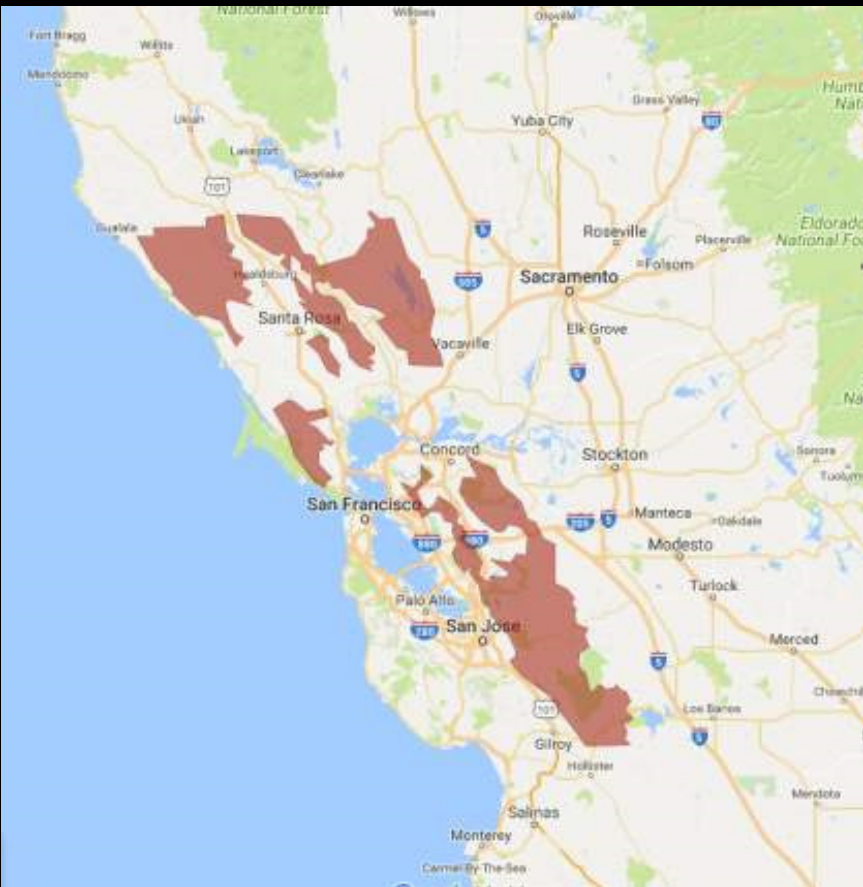 National Forest
Willows
Oroville
Fort Bragg
Willits
Mendocino
Grass Valley
80
Yuba City
Ukiah
Lakeport
Clearlake
101
Gualala
5
Roseville
Placerville
Eldorado
National Fo
Folsom
Healdsburg
505
Sacramento
Santa Rosa
Vacaville
Elk Grove
5
Na
Concord
Stockton
Sonora
San Francisco
Manteca
Oakdale
205
5
880
580
Modesto
Turlock
Palo Alto
280
San Jose
Merced
5
101
Los Banos
5
Gilroy
Hollister
Mendota
Salinas
Monterey
Carmel-By-The-Sea